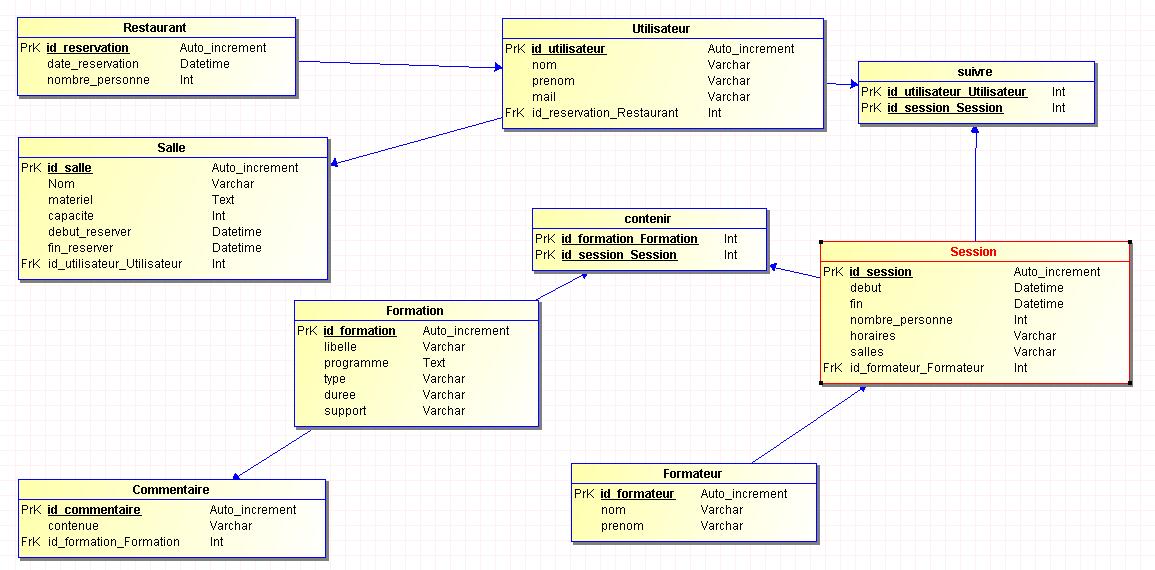 Restaurant
PrK id_reservation Auto_increment
date_reservation Datetime
nombre_personne Int
Utilisateur
PrK id_utilisateur Auto_increment
nom Varchar
prenom Varchar
mail Varchar
FrK id_reservation_Restaurant Int
suivre
PrK id_utilisateur_Utilisateur Int
PrK id_session_Session Int
Salle
PrK id_salle Auto_increment
Nom Varchar
materiel Text
capacite Int
debut_reserver Datetime
fin_reserver Datetime
FrK id_utilisateur_Utilisateur Int
contenir
PrK id_formation_Formation Int
PrK id_session_Session Int
Session
PrK id_session Auto_increment
debut Datetime
fin Datetime
nombre_personne Int
horaires Varchar
salles Varchar
FrK id_formateur_Formateur Int
Formation
PrK id_formation Auto_increment
libelle Varchar
programme Text
type Varchar
duree Varchar
support Varchar
Commentaire
PrK id_commentaire Auto_increment
contenue Varchar
FrK id_formation_Formation Int
Formateur
PrK id_formateur Auto_increment
nom Varchar
prenom Varchar